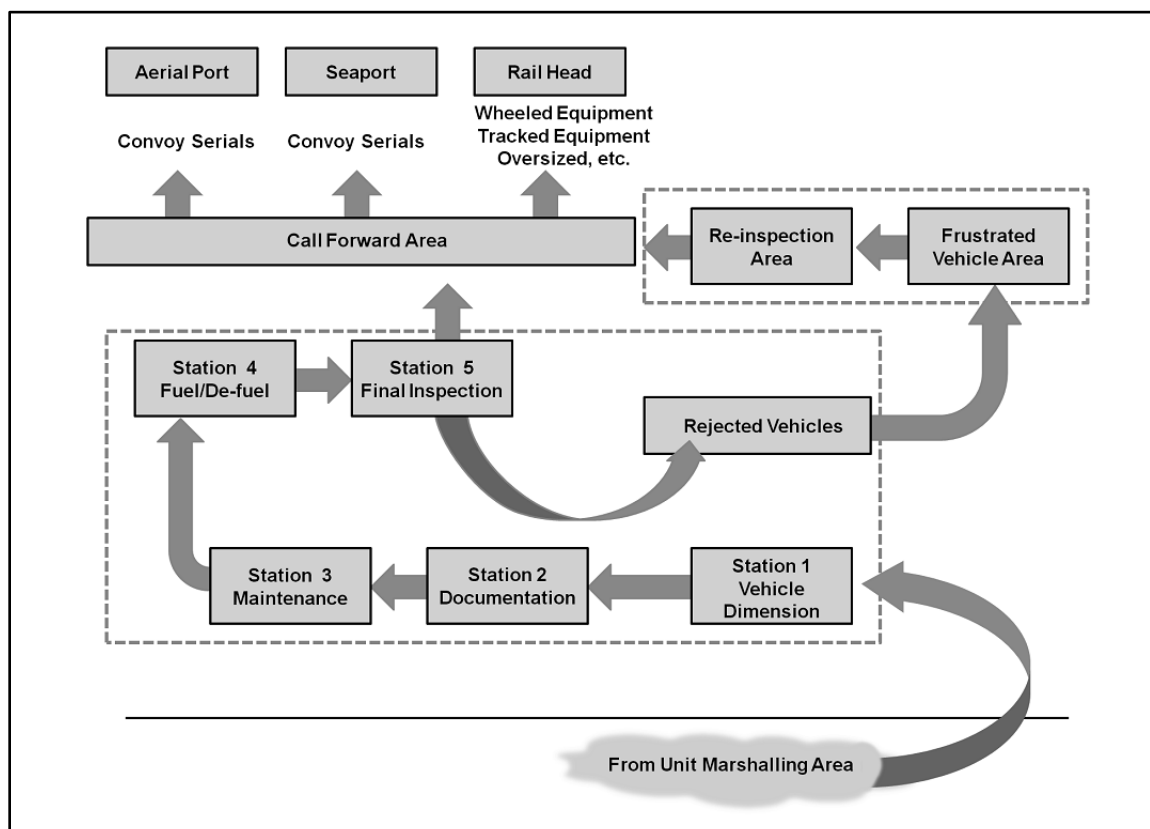 Aerial Port
Seaport
Rail Head
Convoy Serials
Convoy Serials
Wheeled Equipment
Tracked Equipment
Oversized, etc.
Call Forward Area
Re-inspection
Area
Frustrated
Vehicle Area
Station 4
Fuel/De-fuel
Station 5
Final Inspection
Rejected Vehicles
Station 3
Maintenance
Station 2
Documentation
Station 1
Vehicle
Dimension
From Unit Marshalling Area